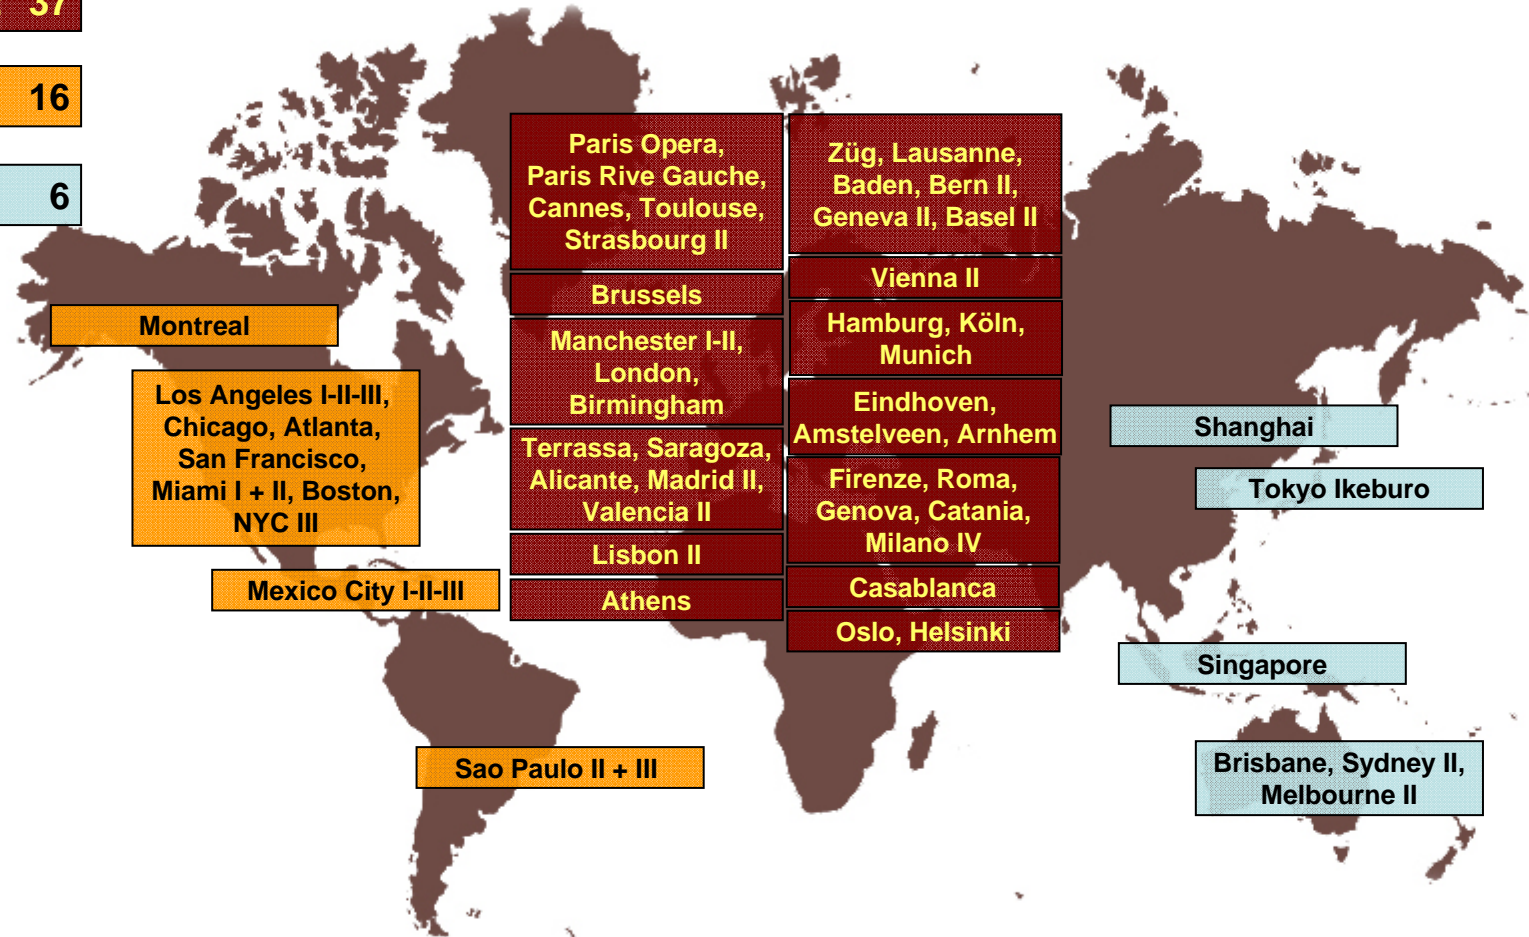 37
16
6
Paris Opera,
Paris Rive Gauche,
Cannes, Toulouse,
Strasbourg II
Brussels
Manchester I-II,
London,
Birmingham
Terrassa, Saragoza,
Alicante, Madrid II,
Valencia II
Lisbon II
Athens
Züg, Lausanne,
Baden, Bern II,
Geneva II, Basel II
Vienna II
Hamburg, Köln,
Munich
Eindhoven,
Amstelveen, Arnhem
Firenze, Roma,
Genova, Catania,
Milano IV
Casablanca
Oslo, Helsinki
Montreal
Los Angeles I-II-III,
Chicago, Atlanta,
San Francisco,
Miami I + II, Boston,
NYC III
Mexico City I-II-III
Sao Paulo II + III
Shanghai
Tokyo Ikeburo
Singapore
Brisbane, Sydney II,
Melbourne II